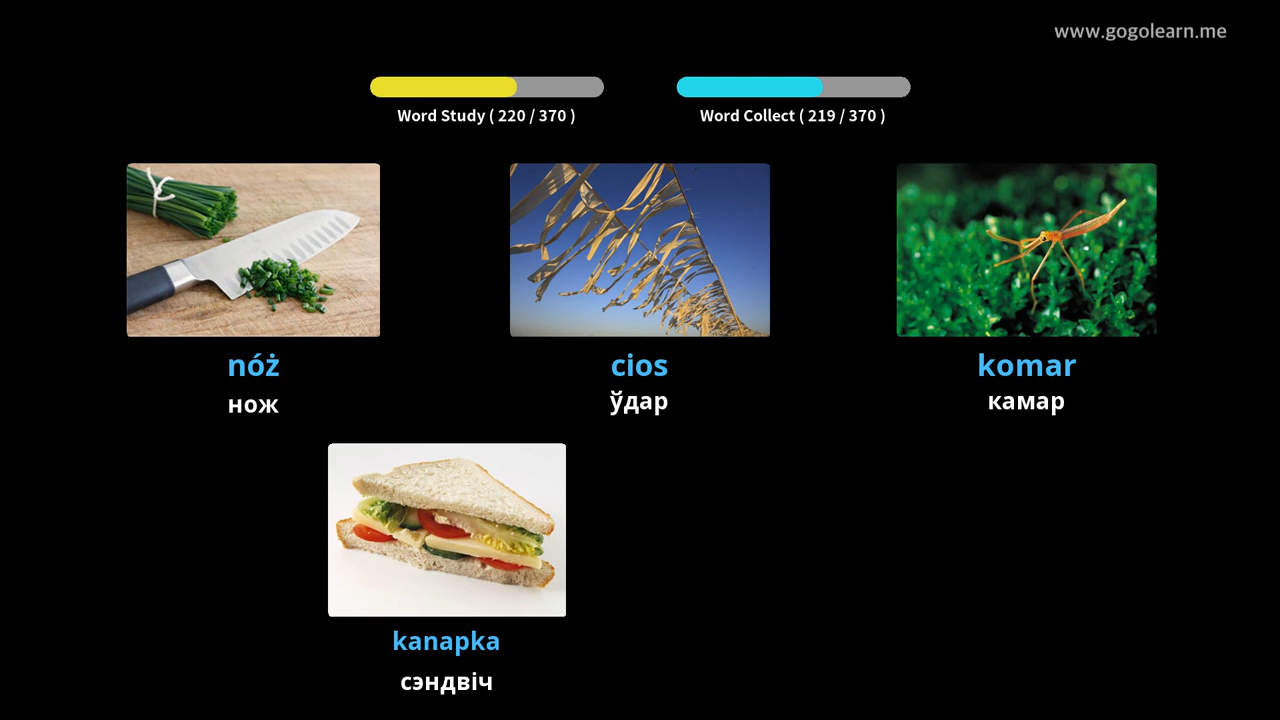 www.gogolearn.me
Word Study ( 220 / 370 )
Word Collect ( 219 / 370 )
nóż
нож
cios
ўдар
komar
камар
kanapka
сэндвіч